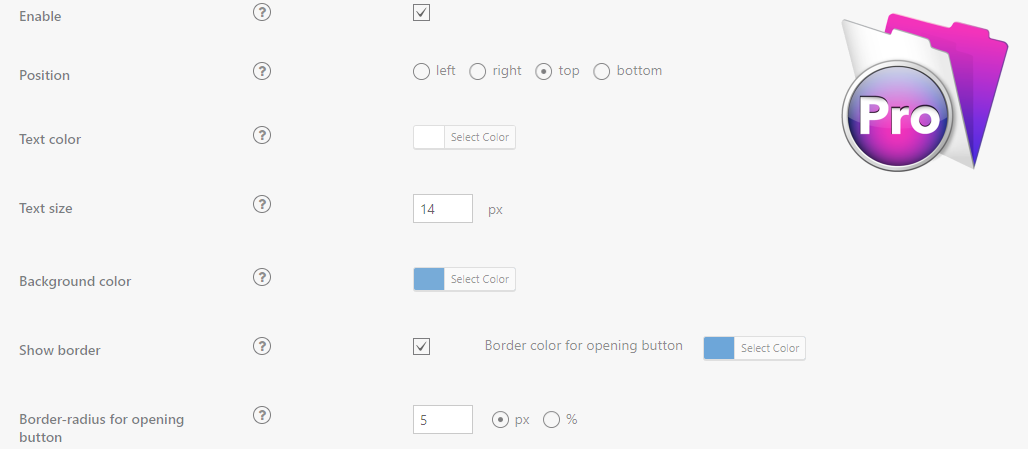 Enable ?
Position ? left right top bottom
Text color ? Select Color
Text size ? 14 px
Background color ? Select Color
Show border ? Border color for opening button Select Color
Border-radius for opening ? 5 px %
button
Pro